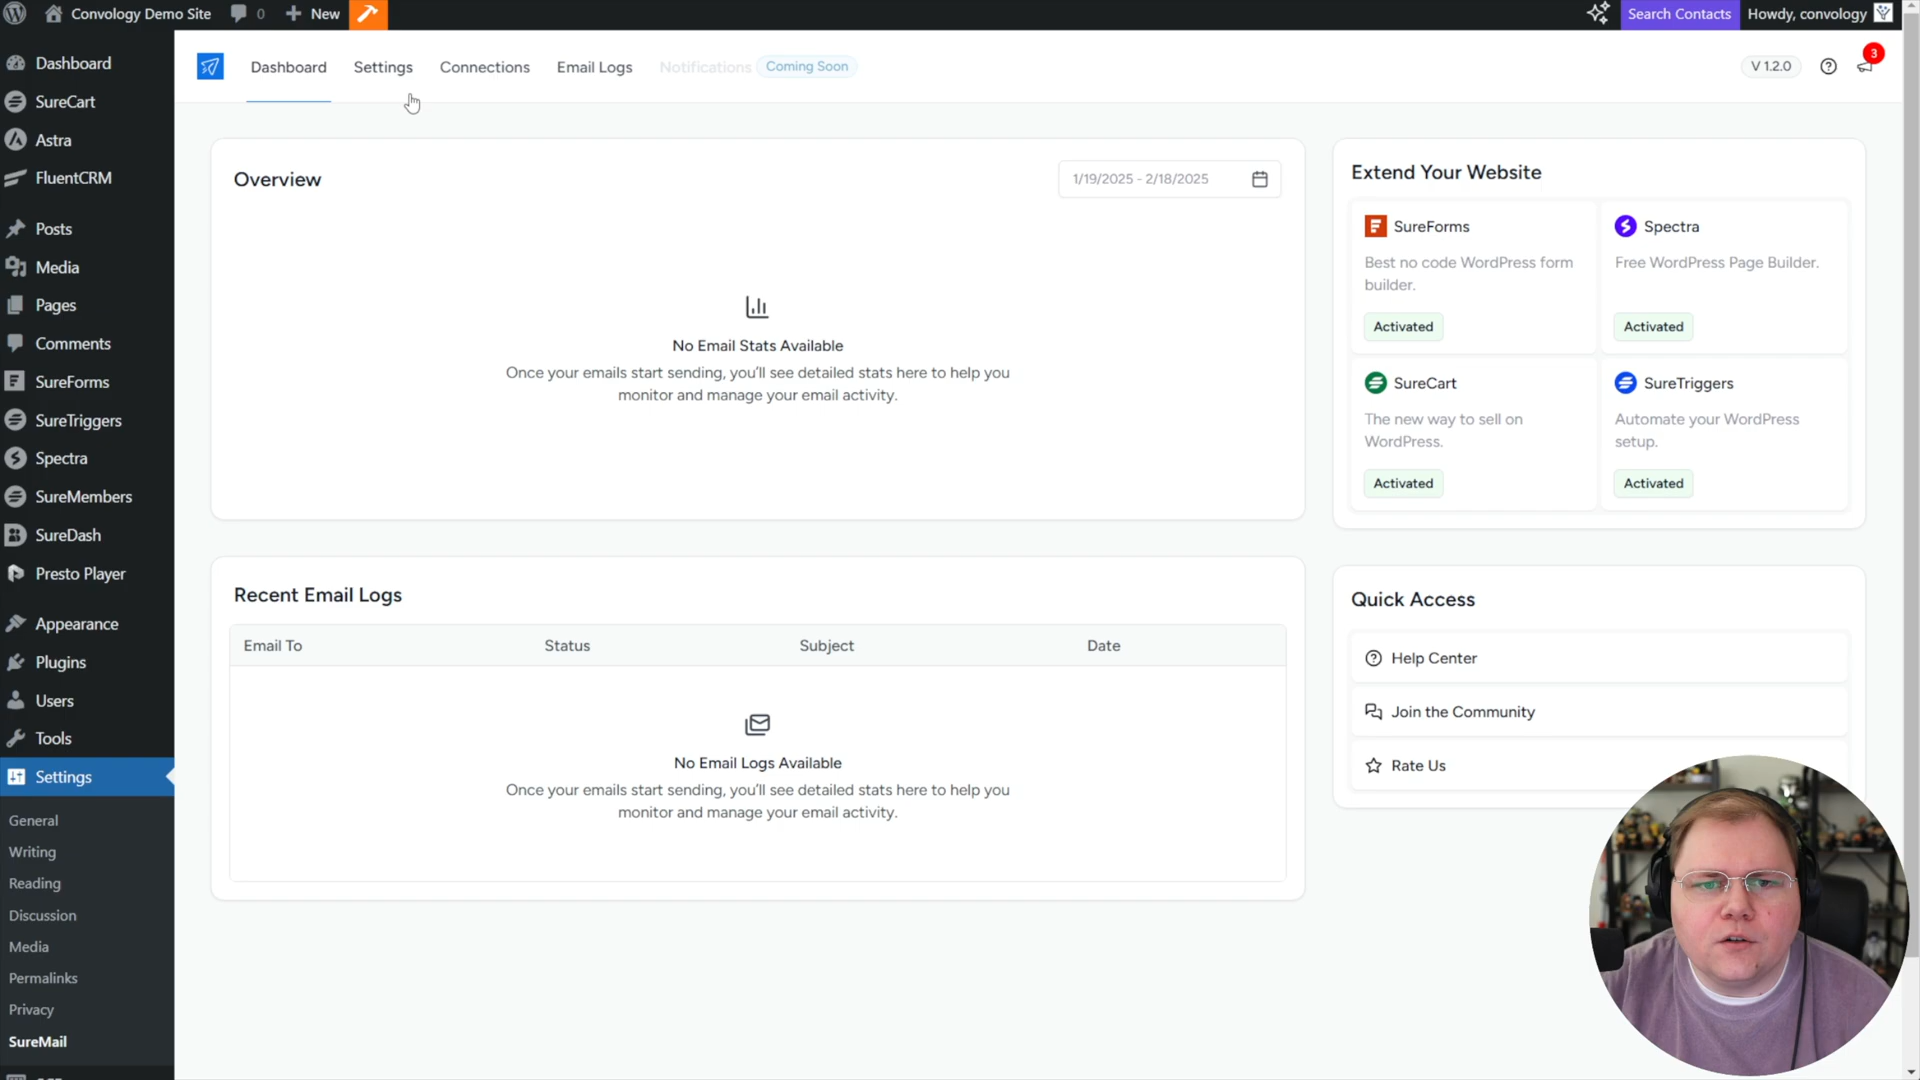 Convology Demo Site
0
New
Search Contacts
Howdy, convology
Dashboard
SureCart
Astra
FluentCRM
Posts
Media
Pages
Comments
SureForms
SureTriggers
Spectra
SureMembers
SureDash
Presto Player
Appearance
Plugins
Users
Tools
Settings
General
Writing
Reading
Discussion
Media
Permalinks
Privacy
SureMail
Dashboard
Settings
Connections
Email Logs
Notifications
Coming Soon
V 1.2.0
3
Overview
1/19/2025 - 2/18/2025
No Email Stats Available
Once your emails start sending, you'll see detailed stats here to help you
monitor and manage your email activity.
Recent Email Logs
Email To
Status
Subject
Date
No Email Logs Available
Once your emails start sending, you'll see detailed stats here to help you
monitor and manage your email activity.
Extend Your Website
SureForms
Best no code WordPress form
builder.
Activated
Spectra
Free WordPress Page Builder.
Activated
SureCart
The new way to sell on
WordPress.
Activated
SureTriggers
Automate your WordPress
setup.
Activated
Quick Access
Help Center
Join the Community
Rate Us